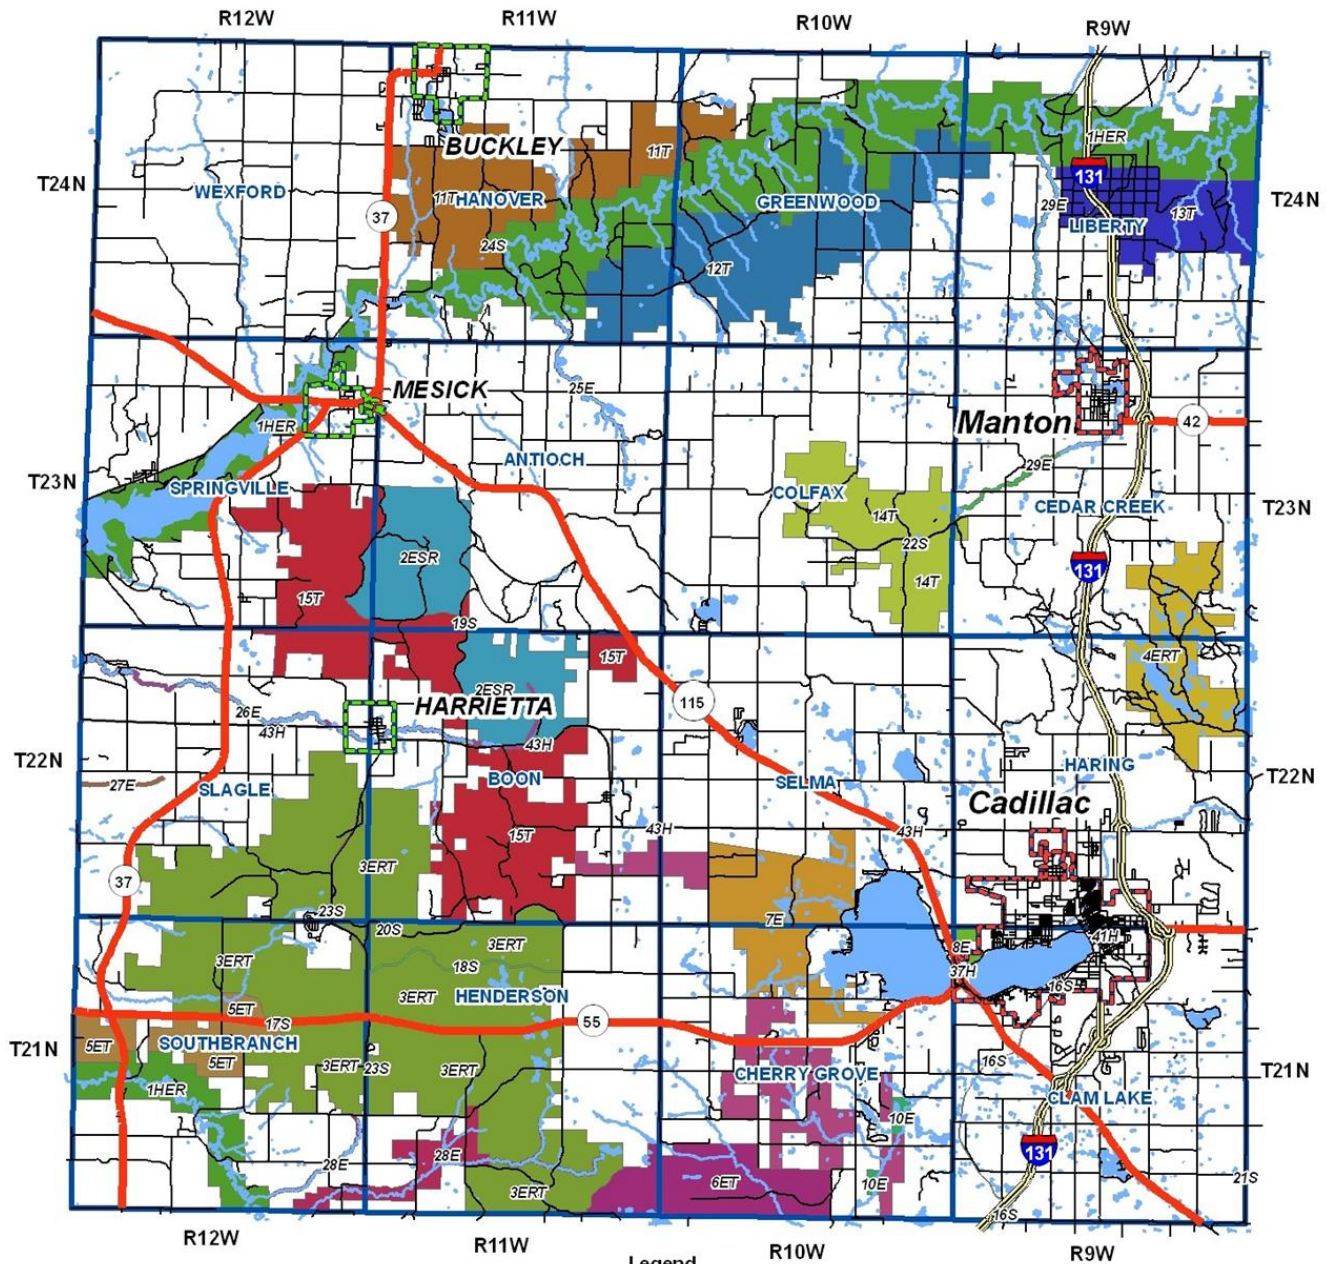 R12W
R11W
R10W
R9W
BUCKLEY
11T
1HER
131
T24N
WEXFORD
37
11T
HANOVER
GREENWOOD
29E
LIBERTY
13T
T24N
24S
12T
MESICK
25E
1HER
Manton
42
ANTIOCH
29E
T23N
SPRINGVILLE
COLFAX
14T
CEDAR CREEK
T23N
22S
2ESR
131
15T
14T
19S
15T
4ERT
2ESR
26E
HARRIETTA
115
43H
43H
T22N
27E
SLAGLE
BOON
SELMA
HARING
T22N
Cadillac
15T
43H
43H
3ERT
37
23S
20S
7E
41H
3ERT
3ERT
8E
18S
37H
3ERT
HENDERSON
16S
5ET
17S
55
5ET
SOUTHBRANCH
T21N
5ET
3ERT
23S
3ERT
CHERRY GROVE
16S
T21N
1HER
CLAM LAKE
10E
28E
28E
131
3ERT
6ET
10E
21S
16S
R12W
R11W
R10W
R9W
Legend